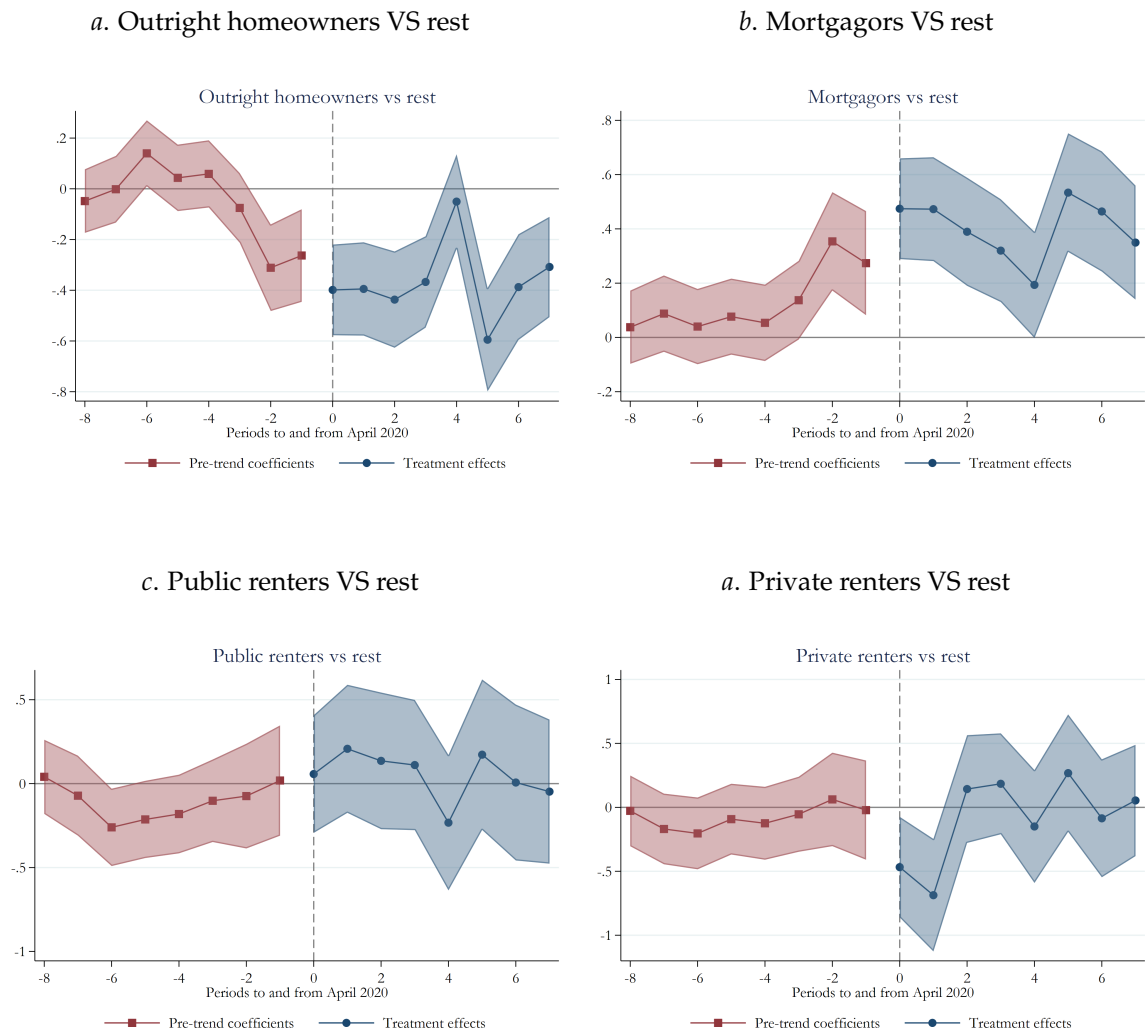 a. Outright homeowners VS rest
b. Mortgagors VS rest
Outright homeowners vs rest
.2
0
-.2
-.4
-.6
-.8
-8 -6 -4 -2 0 2 4 6
Periods to and from April 2020
Pre-trend coefficients Treatment effects
Mortgagors vs rest
.8
.6
.4
.2
0
-.2
-8 -6 -4 -2 0 2 4 6
Periods to and from April 2020
Pre-trend coefficients Treatment effects
c. Public renters VS rest
a. Private renters VS rest
Public renters vs rest
.5
0
-.5
-1
-8 -6 -4 -2 0 2 4 6
Periods to and from April 2020
Pre-trend coefficients Treatment effects
Private renters vs rest
1
.5
0
-.5
-1
-8 -6 -4 -2 0 2 4 6
Periods to and from April 2020
Pre-trend coefficients Treatment effects